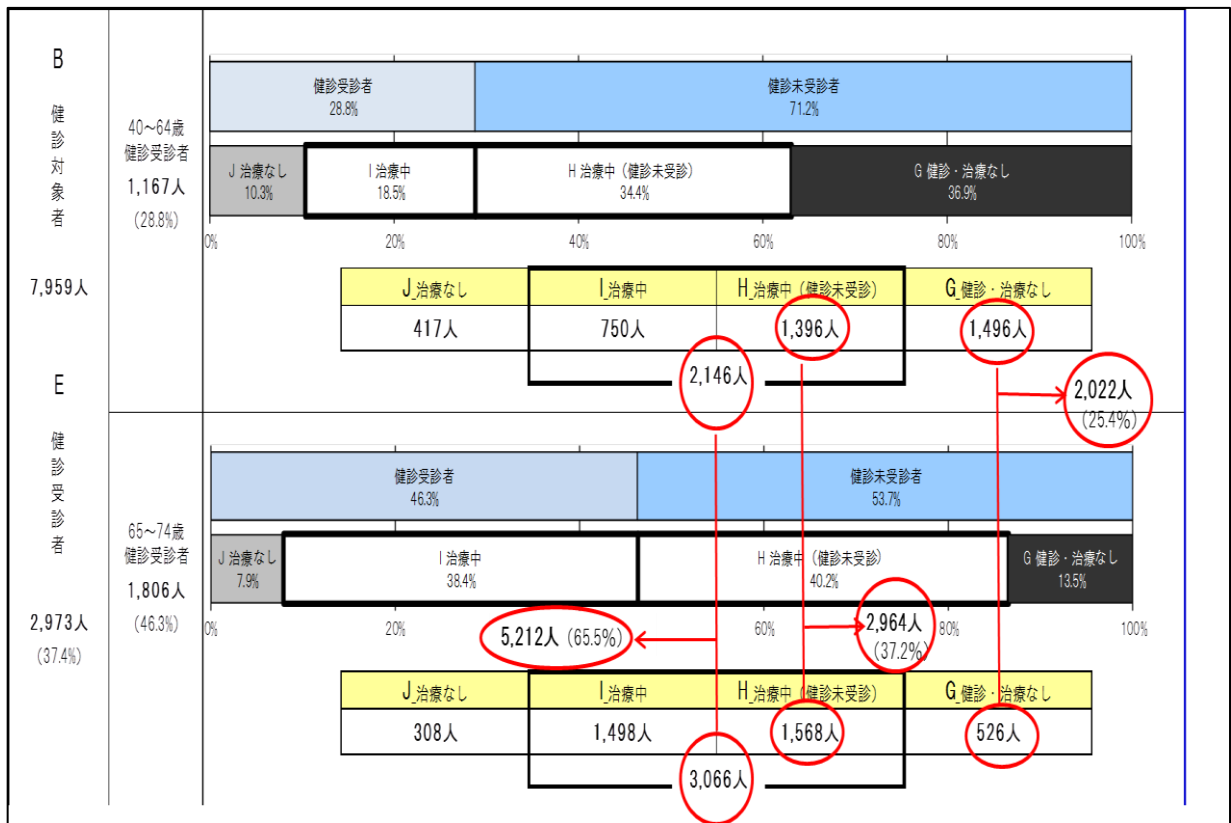 B
健診対象者
7,959人
E
健診受診者
2,973人
(37.4%)
40～64歳
健診受診者
1,167人
(28.8%)
0% 20% 40% 60% 80% 100%
健診受診者
28.8%
健診未受診者
71.2%
J 治療なし
10.3%
I 治療中
18.5%
H 治療中（健診未受診）
34.4%
G 健診・治療なし
36.9%
0% 20% 40% 60% 80% 100%
J_治療なし I_治療中 H_治療中（健診未受診） G_健診・治療なし
417人 750人 1,396人 1,496人
2,146人
2,022人
(25.4%)
65～74歳
健診受診者
1,806人
(46.3%)
健診受診者
46.3%
健診未受診者
53.7%
J 治療なし
7.9%
I 治療中
38.4%
H 治療中（健診未受診）
40.2%
G 健診・治療なし
13.5%
0% 20% 60% 80% 100%
5,212人 (65.5%)
2,964人
(37.2%)
J_治療なし I_治療中 H_治療中（健診未受診） G_健診・治療なし
308人 1,498人 1,568人 526人
3,066人